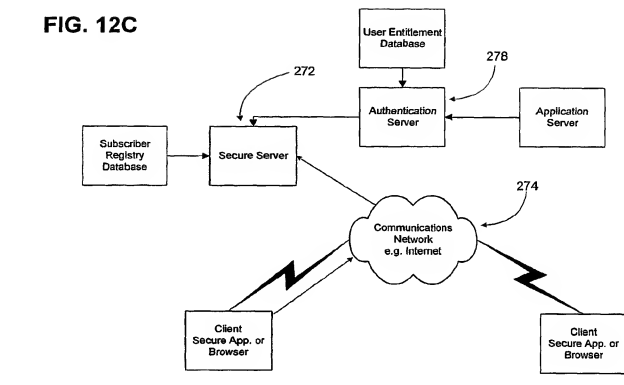 FIG. 12C
User Entitlement
Database
272
278
Authentication
Server
Application
Server
Subscriber
Registry
Database
Secure Server
274
Communications
Network
e.g. Internet
Client
Secure App. or
Browser
Client
Secure App. or
Browser